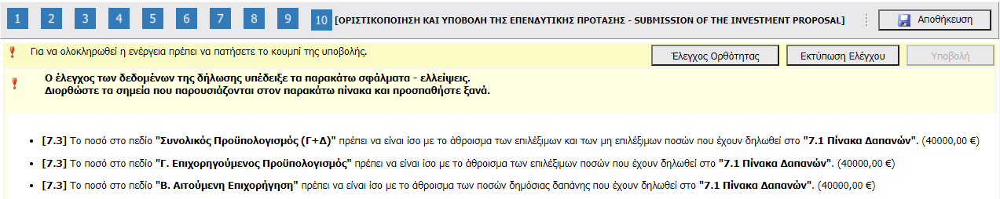 1 2 3 4 5 6 7 8 9 10 [ΟΡΙΣΤΙΚΟΠΟΙΗΣΗ ΚΑΙ ΥΠΟΒΟΛΗ ΤΗΣ ΕΠΕΝΔΥΤΙΚΗΣ ΠΡΟΤΑΣΗΣ - SUBMISSION OF THE INVESTMENT PROPOSAL] Αποθήκευση
Για να ολοκληρωθεί η ενέργεια πρέπει να πατήσετε το κουμπί της υποβολής. Έλεγχος Ορθότητας Εκτύπωση Ελέγχου Υποβολή
Ο έλεγχος των δεδομένων της δήλωσης υπέδειξε τα παρακάτω σφάλματα - ελλείψεις.
Διορθώστε τα σημεία που παρουσιάζονται στον παρακάτω πίνακα και προσπαθήστε ξανά.
• [7.3] Το ποσό στο πεδίο "Συνολικός Προϋπολογισμός (Γ+Δ)" πρέπει να είναι ίσο με το άθροισμα των επιλέξιμων και των μη επιλέξιμων ποσών που έχουν δηλωθεί στο "7.1 Πίνακα Δαπανών". (40000,00 €)
• [7.3] Το ποσό στο πεδίο "Γ. Επιχορηγούμενος Προϋπολογισμός" πρέπει να είναι ίσο με το άθροισμα των επιλέξιμων ποσών που έχουν δηλωθεί στο "7.1 Πίνακα Δαπανών". (40000,00 €)
• [7.3] Το ποσό στο πεδίο "Β. Αιτούμενη Επιχορήγηση" πρέπει να είναι ίσο με το άθροισμα των ποσών δημόσιας δαπάνης που έχουν δηλωθεί στο "7.1 Πίνακα Δαπανών". (40000,00 €)